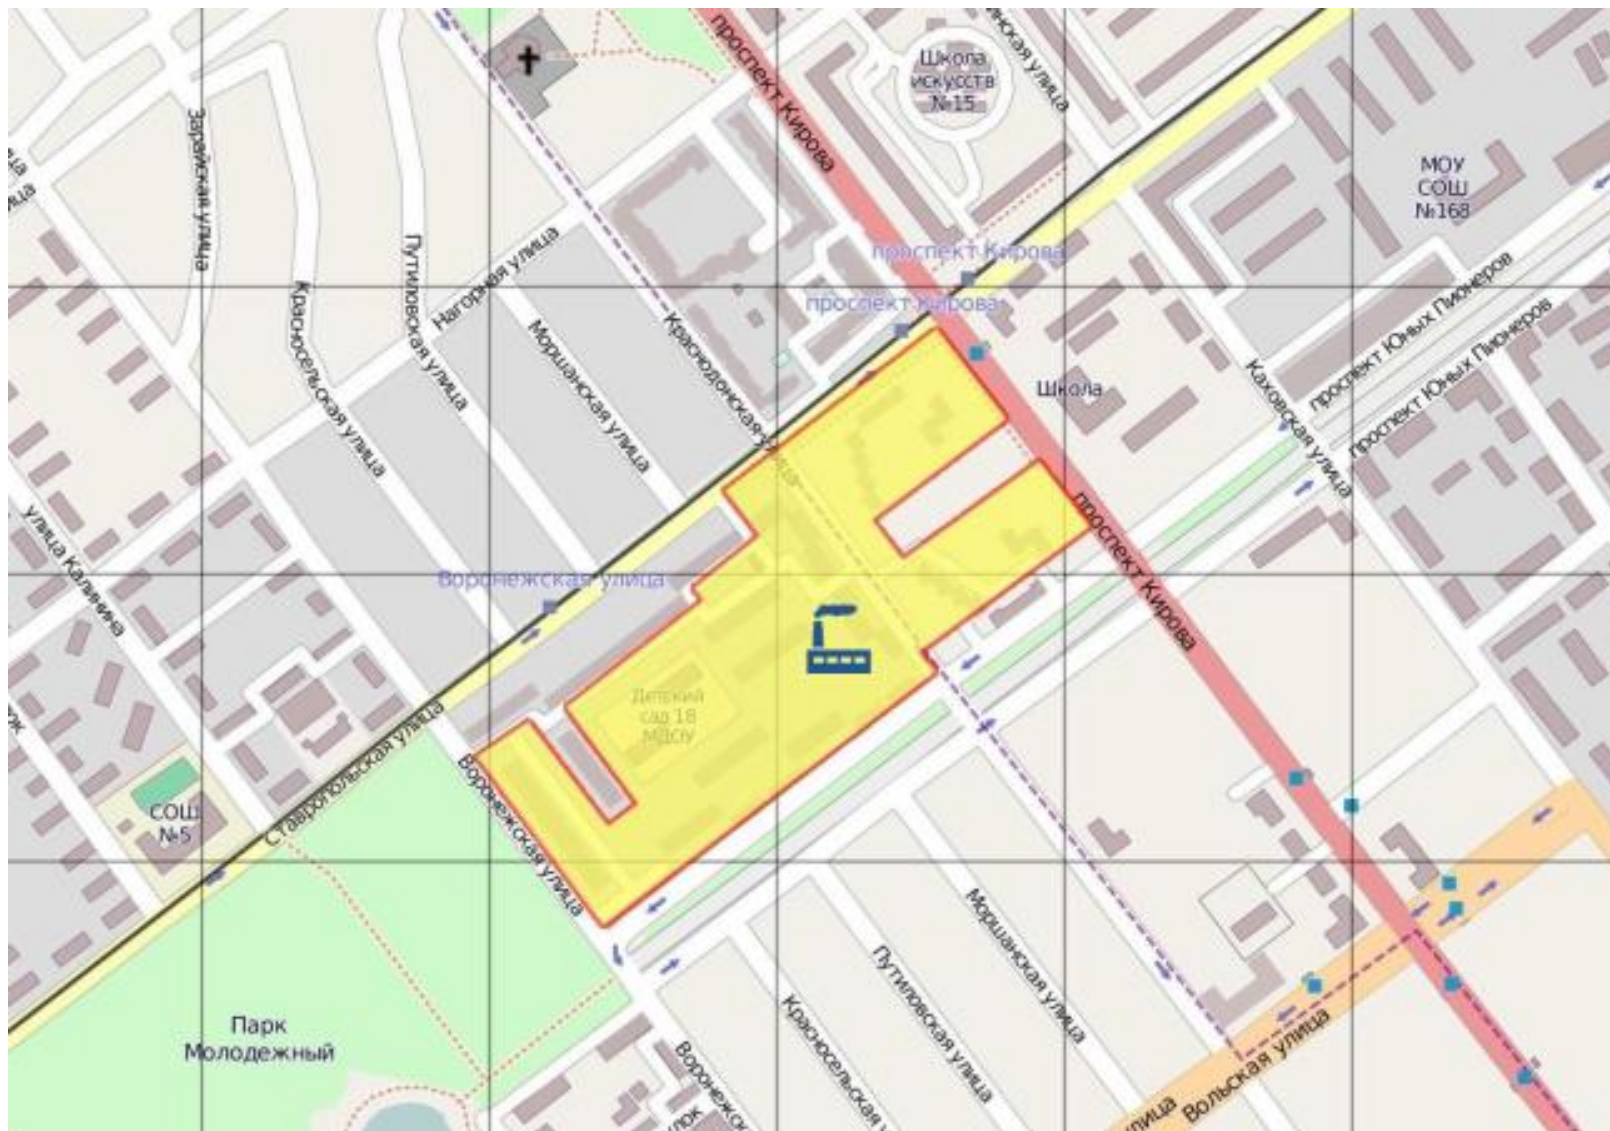 проспект Кирова
Школа
искусств
№15
Зарайская улица
МОУ
СОШ
№168
Путиловская улица
Нагорная улица
проспект Кирова
проспект Кирова
Красносельская улица
Моршанская улица
Краснодонская улица
проспект Юных Пионеров
проспект Юных Пионеров
Школа
Каховская улица
улица Калинина
проспект Кирова
Воронежская улица
Детский
сад 18
МДОУ
Ставропольская улица
Воронежская улица
СОШ
№5
Моршанская улица
Путиловская улица
Красносельская у
Парк
Молодежный
Воронежск
Вольская улица
улица